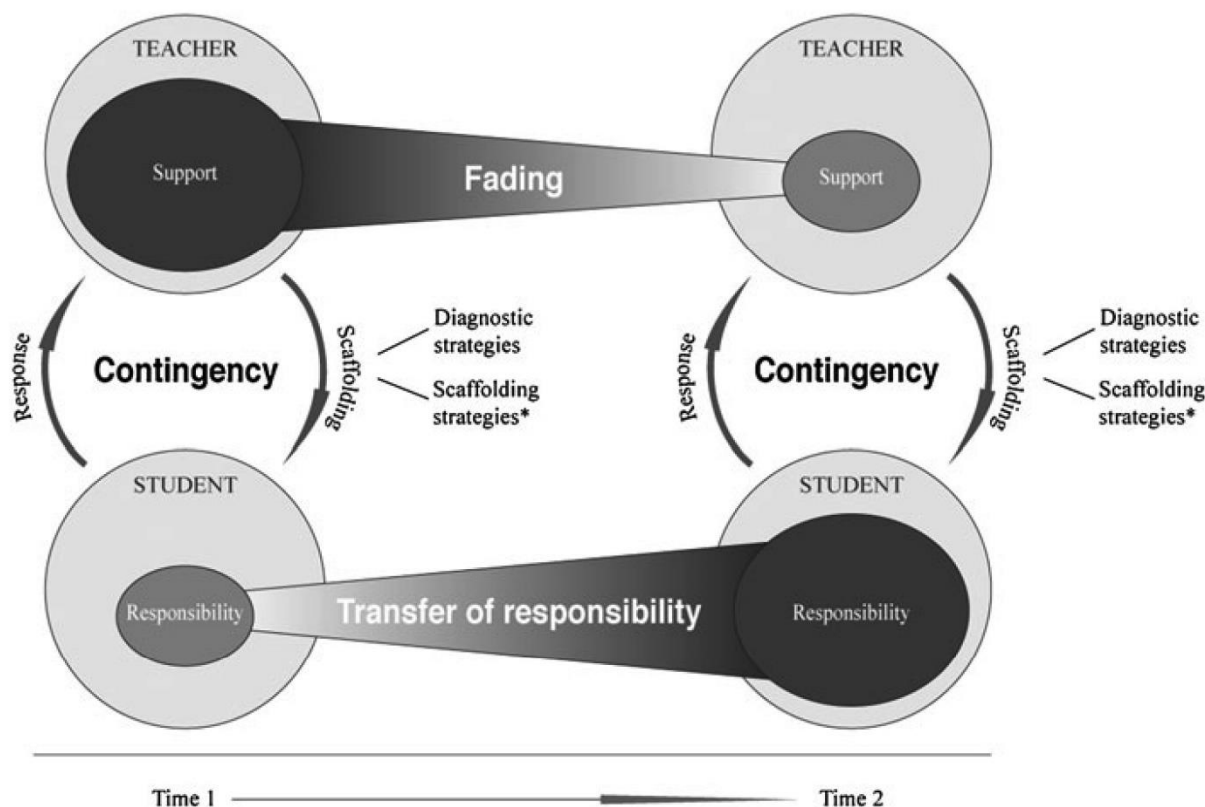 TEACHER
TEACHER
Support
Fading
Support
Response
Contingency
Scaffolding
Diagnostic
strategies
Scaffolding
strategies*
Response
Contingency
Scaffolding
Diagnostic
strategies
Scaffolding
strategies*
STUDENT
STUDENT
Responsibility
Transfer of responsibility
Responsibility
Time 1
Time 2